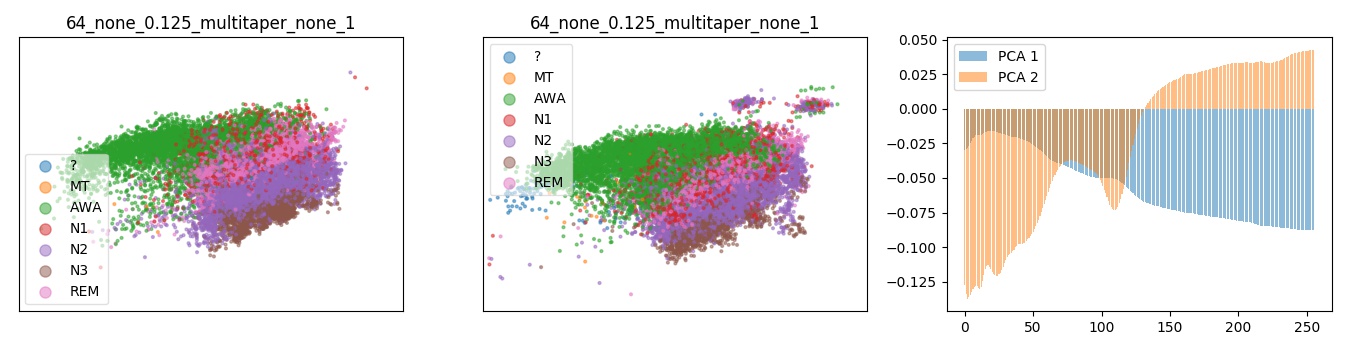 64_none_0.125_multitaper_none_1
?
MT
AWA
N1
N2
N3
REM
64_none_0.125_multitaper_none_1
?
MT
AWA
N1
N2
N3
REM
PCA 1
PCA 2
0.050
0.025
0.000
−0.025
−0.050
−0.075
−0.100
−0.125
0 50 100 150 200 250